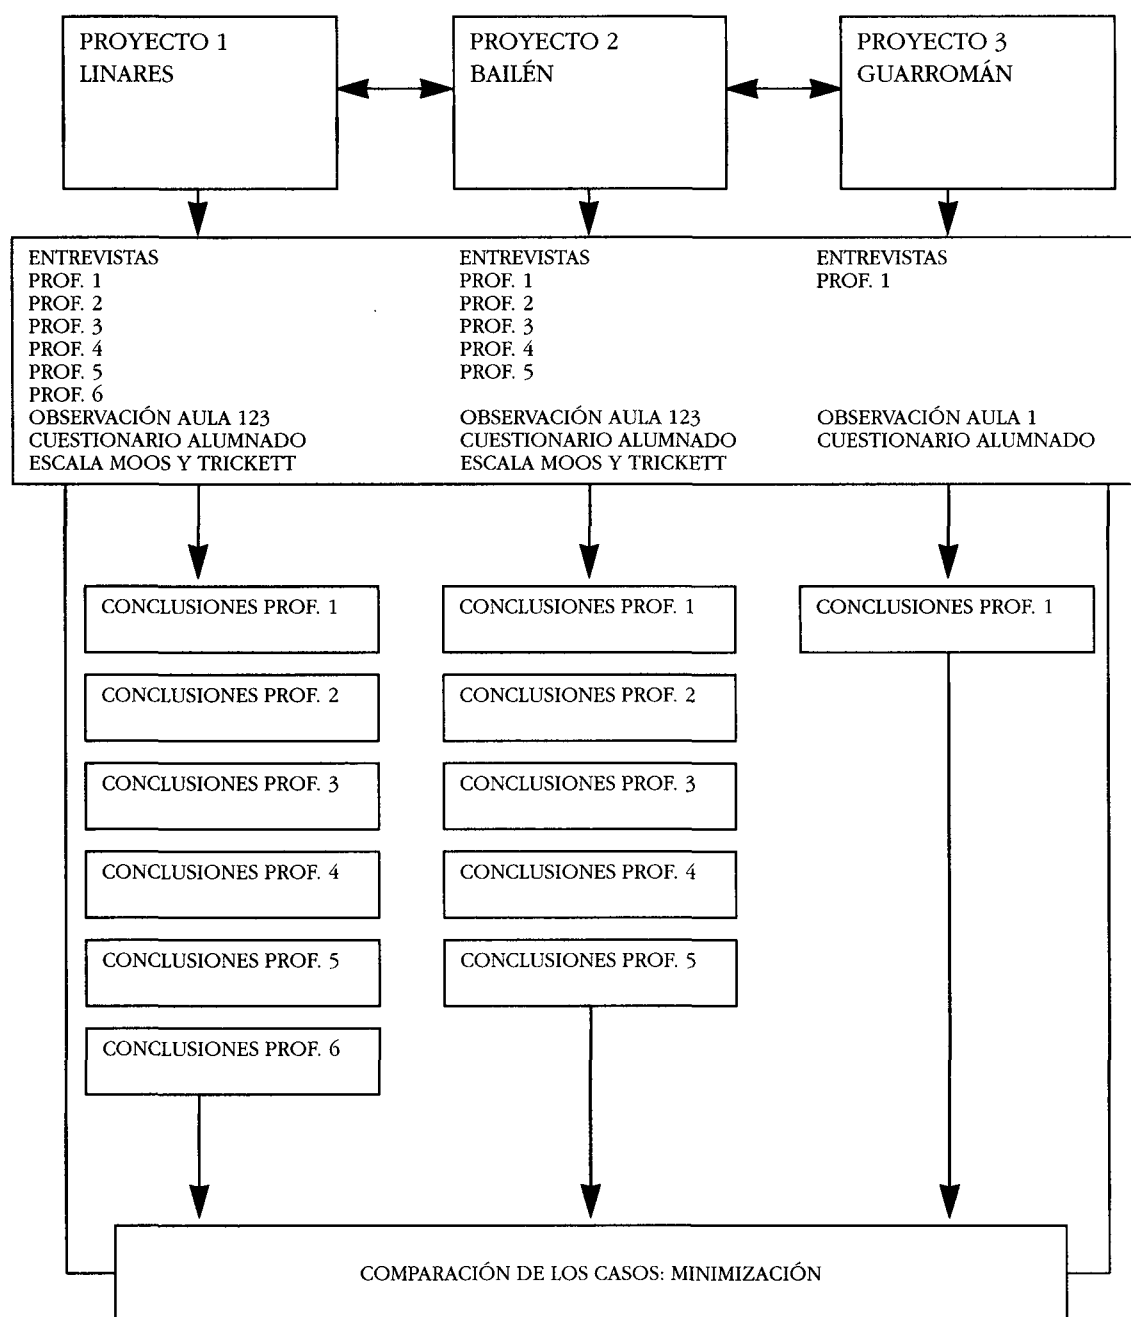 PROYECTO 1
LINARES
PROYECTO 2
BAILÉN
PROYECTO 3
GUARROMÁN
ENTREVISTAS
PROF. 1
PROF. 2
PROF. 3
PROF. 4
PROF. 5
PROF. 6
OBSERVACIÓN AULA 123
CUESTIONARIO ALUMNADO
ESCALA MOOS Y TRICKETT
ENTREVISTAS
PROF. 1
PROF. 2
PROF. 3
PROF. 4
PROF. 5
OBSERVACIÓN AULA 123
CUESTIONARIO ALUMNADO
ESCALA MOOS Y TRICKETT
ENTREVISTAS
PROF. 1
OBSERVACIÓN AULA 1
CUESTIONARIO ALUMNADO
CONCLUSIONES PROF. 1
CONCLUSIONES PROF. 2
CONCLUSIONES PROF. 3
CONCLUSIONES PROF. 4
CONCLUSIONES PROF. 5
CONCLUSIONES PROF. 6
CONCLUSIONES PROF. 1
CONCLUSIONES PROF. 2
CONCLUSIONES PROF. 3
CONCLUSIONES PROF. 4
CONCLUSIONES PROF. 5
CONCLUSIONES PROF. 1
COMPARACIÓN DE LOS CASOS: MINIMIZACIÓN